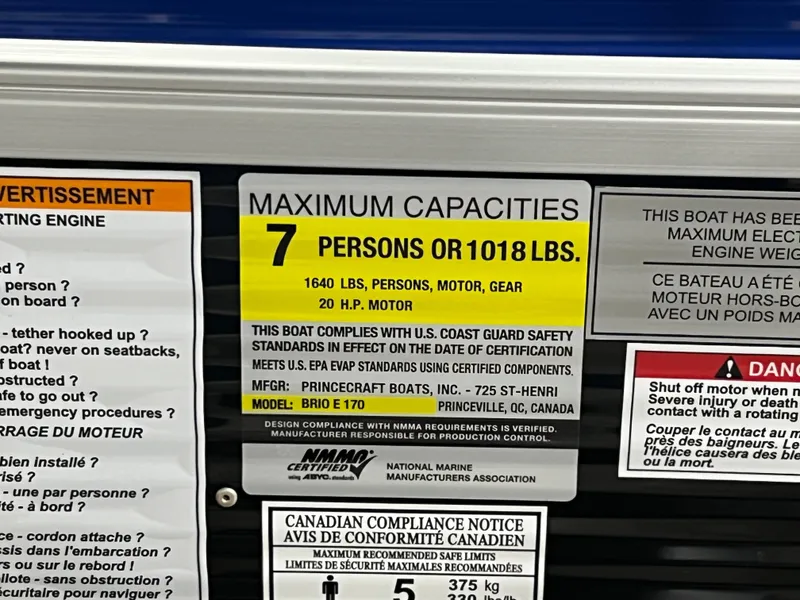 VERTISSEMENT
RTING ENGINE
ed ?
person ?
on board ?
- tether hooked up ?
oat? never on seatbacks,
f boat !
ostructed ?
afe to go out ?
emergency procedures ?
RRAGE DU MOTEUR
bien installé ?
risé ?
- une par personne ?
ité - à bord ?
ce - cordon attache ?
ssis dans l'embarcation ?
rs ou sur le rebord !
ilote - sans obstruction ?
écuritaire pour naviguer ?
MAXIMUM CAPACITIES
7 PERSONS OR 1018 LBS.
1640 LBS, PERSONS, MOTOR, GEAR
20 H.P. MOTOR
THIS BOAT COMPLIES WITH U.S. COAST GUARD SAFETY
STANDARDS IN EFFECT ON THE DATE OF CERTIFICATION
MEETS U.S. EPA EVAP STANDARDS USING CERTIFIED COMPONENTS.
MFGR: PRINCECRAFT BOATS, INC. - 725 ST-HENRI
MODEL: BRIO E 170 PRINCEVILLE, QC, CANADA
DESIGN COMPLIANCE WITH NMMA REQUIREMENTS IS VERIFIED.
MANUFACTURER RESPONSIBLE FOR PRODUCTION CONTROL.
NMMA
CERTIFIED
using ABYC standards
NATIONAL MARINE
MANUFACTURERS ASSOCIATION
CANADIAN COMPLIANCE NOTICE
AVIS DE CONFORMITÉ CANADIEN
MAXIMUM RECOMMENDED SAFE LIMITS
LIMITES DE SÉCURITÉ MAXIMALES RECOMMANDÉES
5 375 kg
THIS BOAT HAS BEE
MAXIMUM ELECT
ENGINE WEIG
CE BATEAU A ÉTÉ
MOTEUR HORS-BO
AVEC UN POIDS MA
DANG
Shut off motor when n
Severe injury or death
contact with a rotating
Couper le contact au m
près des baigneurs. Le
l'hélice causera des ble
ou la mort.